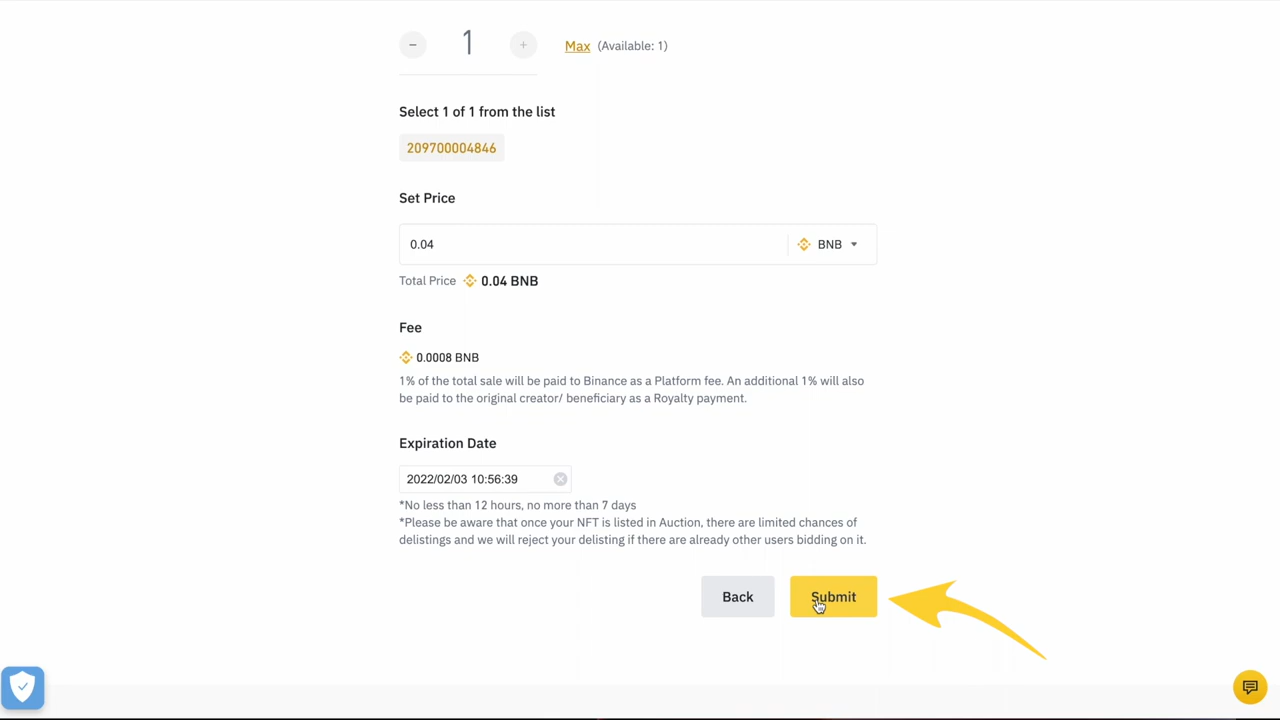 1
Max (Available: 1)
Select 1 of 1 from the list
209700004846
Set Price
0.04 BNB
Total Price 0.04 BNB
Fee
0.0008 BNB
1% of the total sale will be paid to Binance as a Platform fee. An additional 1% will also
be paid to the original creator/ beneficiary as a Royalty payment.
Expiration Date
2022/02/03 10:56:39
*No less than 12 hours, no more than 7 days
*Please be aware that once your NFT is listed in Auction, there are limited chances of
delistings and we will reject your delisting if there are already other users bidding on it.
Back Submit